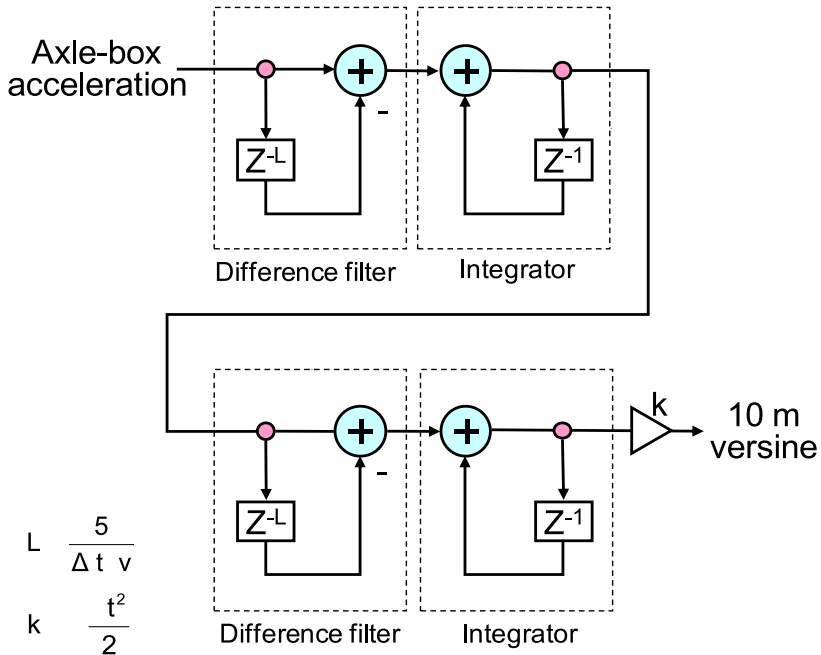 Axle-box
acceleration
+
+
-
Z-L
Z-1
Difference filter
Integrator
+
+
k
10 m
versine
-
Z-L
Z-1
L 5
Δ t v
k t²
2
Difference filter
Integrator